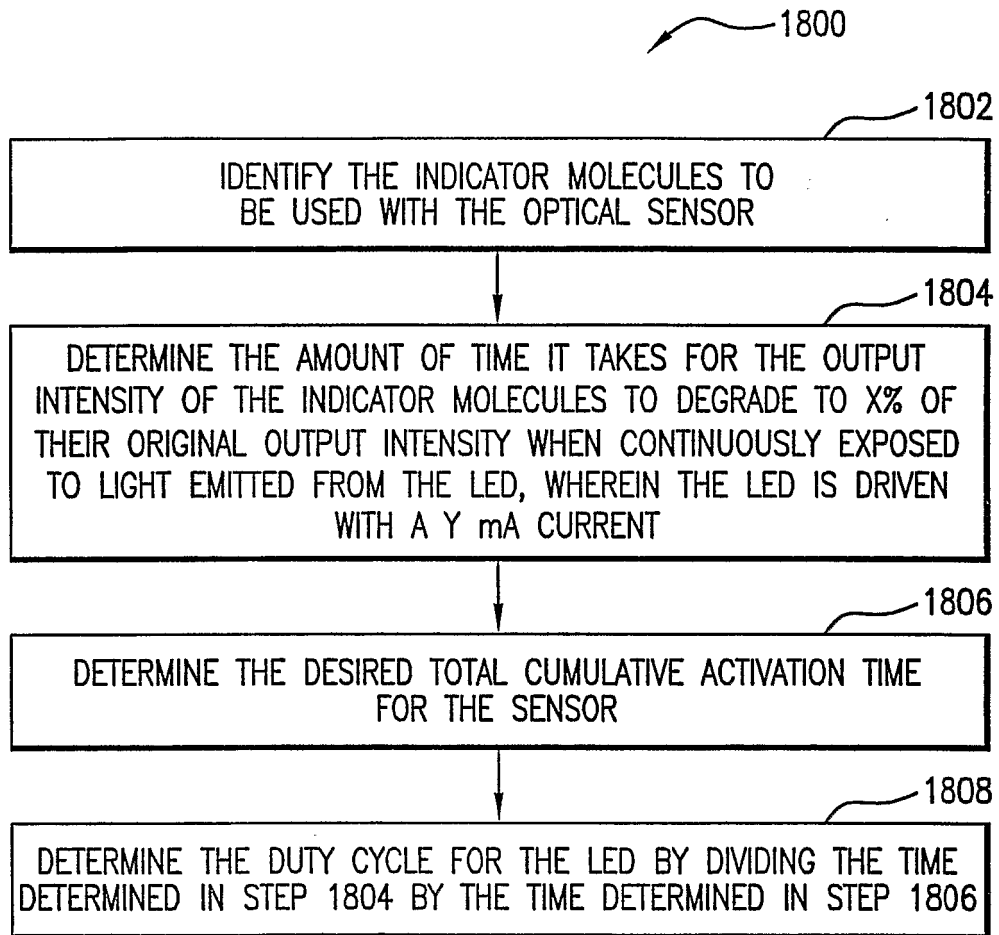 1800
1802
IDENTIFY THE INDICATOR MOLECULES TO
BE USED WITH THE OPTICAL SENSOR
1804
DETERMINE THE AMOUNT OF TIME IT TAKES FOR THE OUTPUT
INTENSITY OF THE INDICATOR MOLECULES TO DEGRADE TO X% OF
THEIR ORIGINAL OUTPUT INTENSITY WHEN CONTINUOUSLY EXPOSED
TO LIGHT EMITTED FROM THE LED, WHEREIN THE LED IS DRIVEN
WITH A Y mA CURRENT
1806
DETERMINE THE DESIRED TOTAL CUMULATIVE ACTIVATION TIME
FOR THE SENSOR
1808
DETERMINE THE DUTY CYCLE FOR THE LED BY DIVIDING THE TIME
DETERMINED IN STEP 1804 BY THE TIME DETERMINED IN STEP 1806